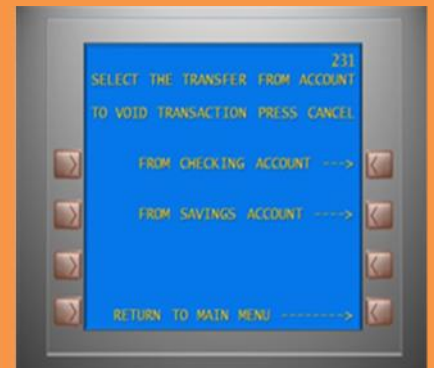 231
SELECT THE TRANSFER FROM ACCOUNT
TO VOID TRANSACTION PRESS CANCEL
FROM CHECKING ACCOUNT --->
FROM SAVINGS ACCOUNT ---->
RETURN TO MAIN MENU -------->